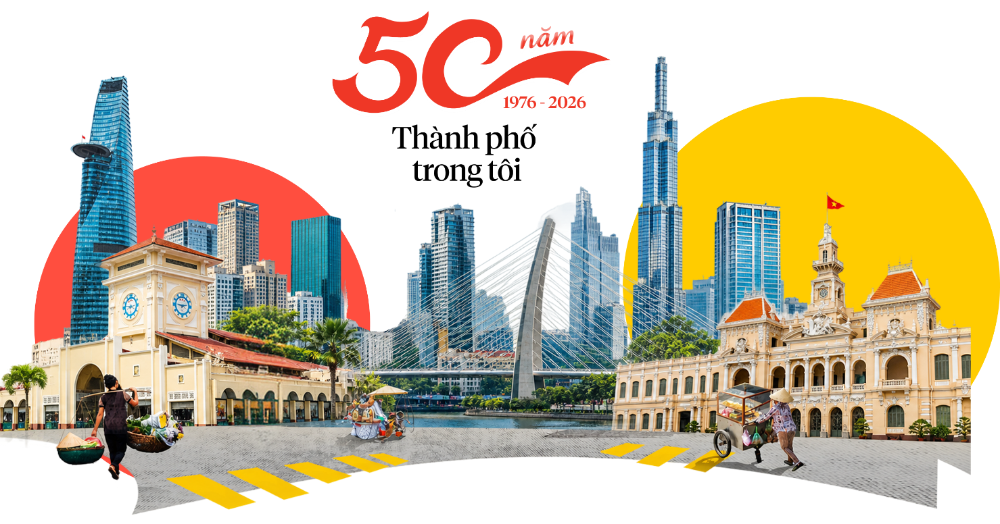 50 năm
1976 - 2026
Thành phố
trong tôi